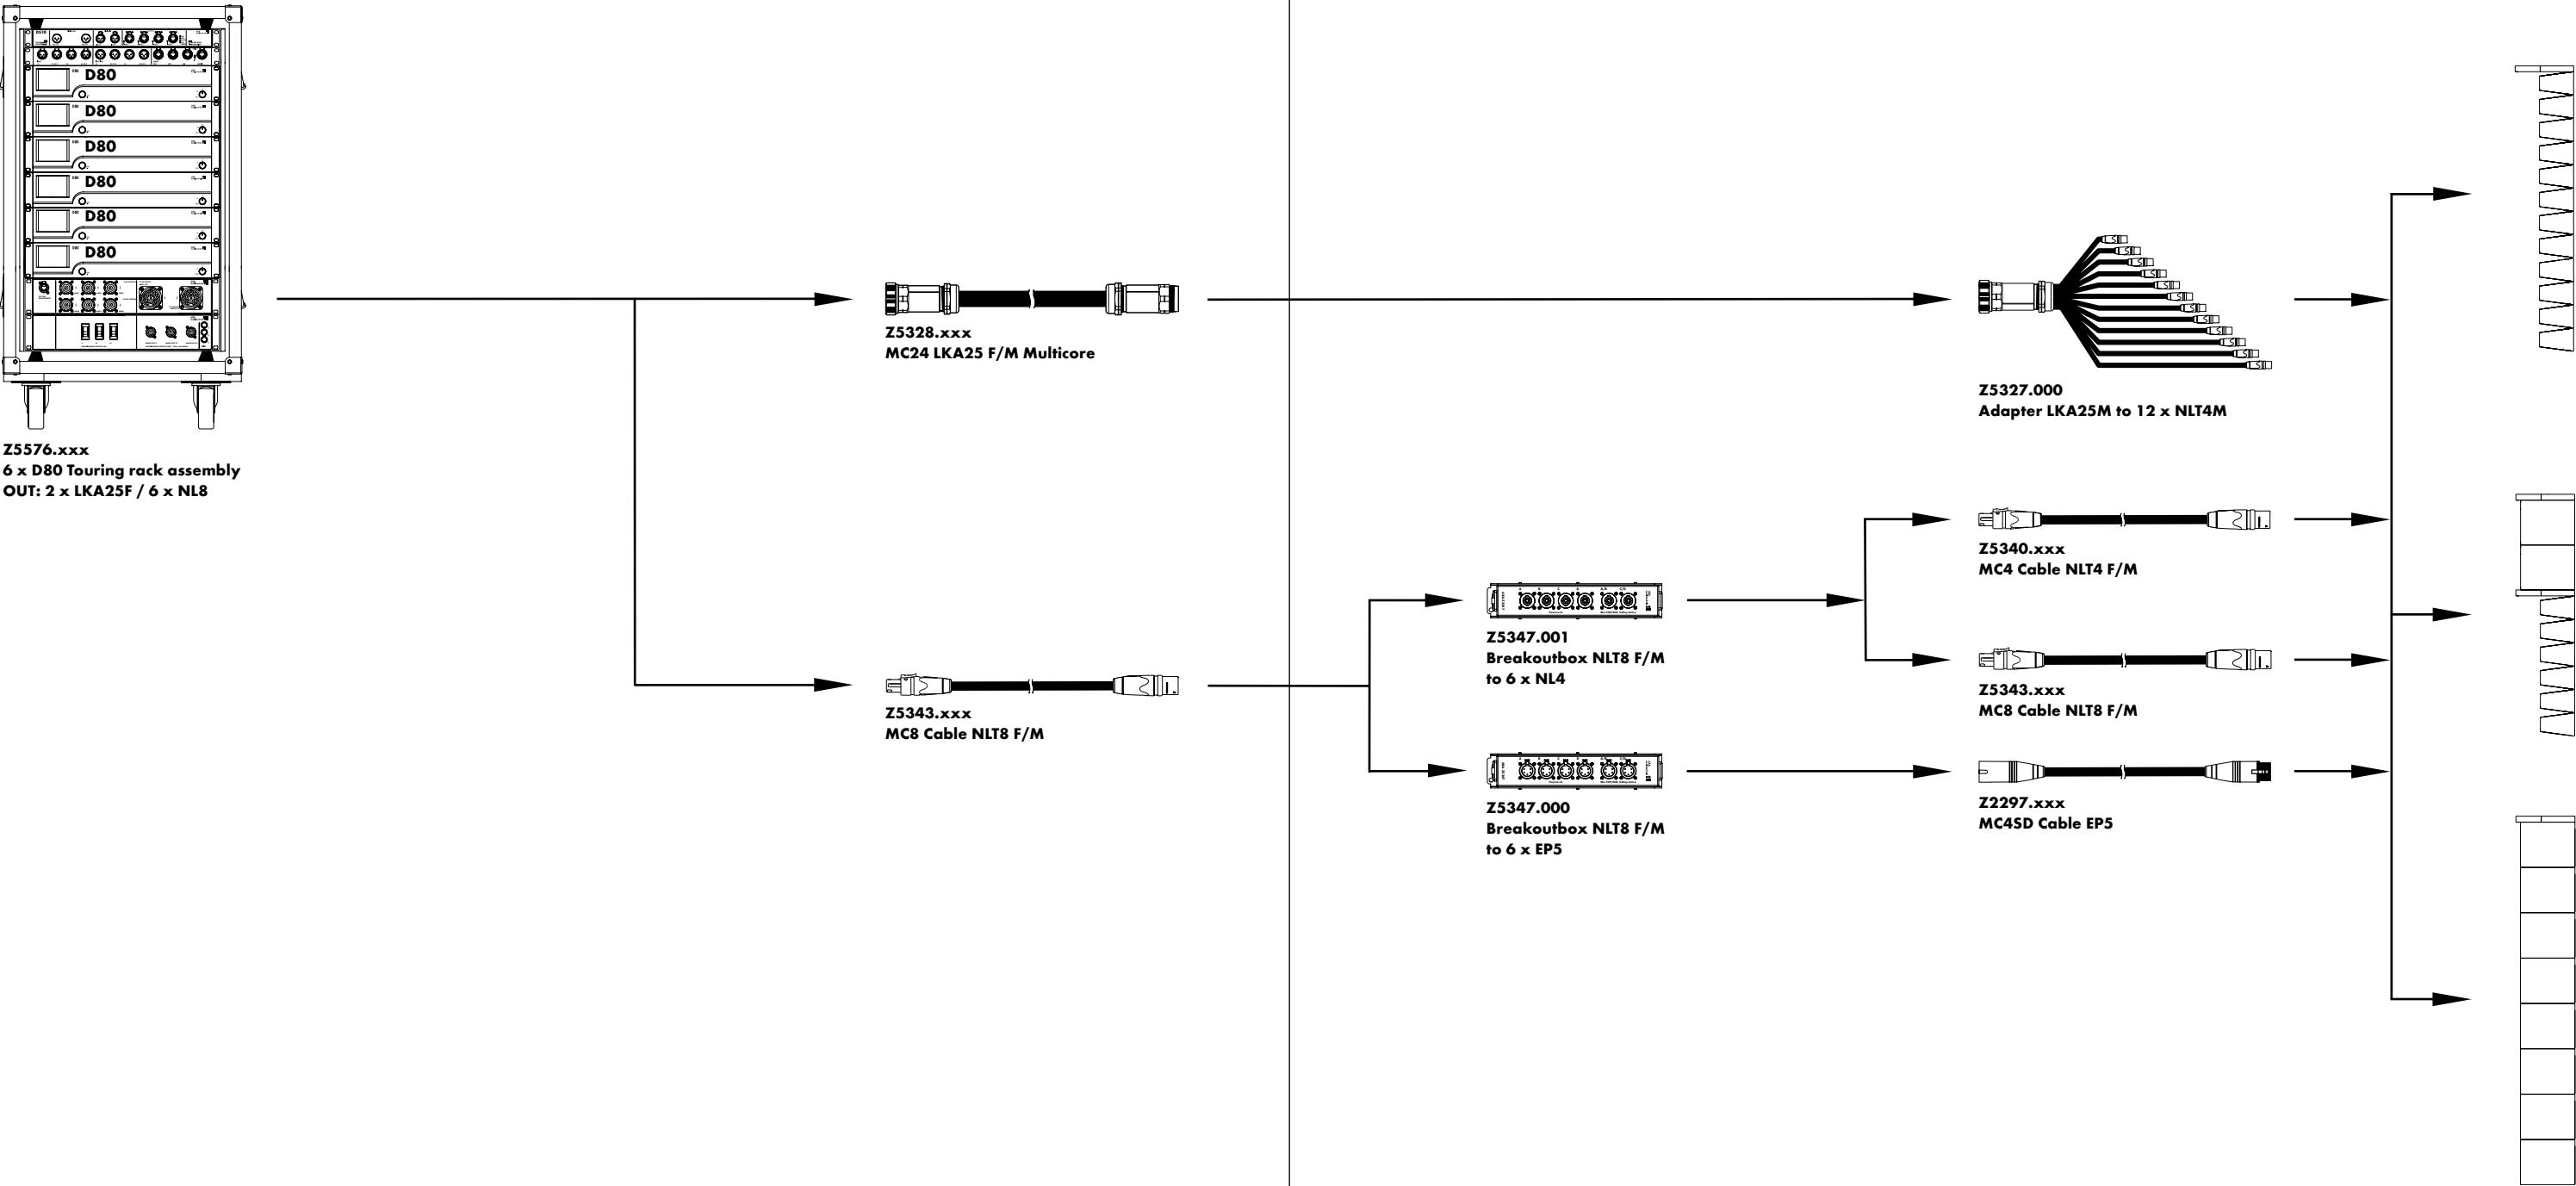 D80
D80
D80
D80
D80
D80
Z5576.xxx
6 x D80 Touring rack assembly
OUT: 2 x LKA25F / 6 x NL8
Z5328.xxx
MC24 LKA25 F/M Multicore
Z5327.000
Adapter LKA25M to 12 x NLT4M
Z5340.xxx
MC4 Cable NLT4 F/M
Z5347.001
Breakoutbox NLT8 F/M
to 6 x NL4
Z5343.xxx
MC8 Cable NLT8 F/M
Z5343.xxx
MC8 Cable NLT8 F/M
Z5347.000
Breakoutbox NLT8 F/M
to 6 x EP5
Z2297.xxx
MC4SD Cable EP5